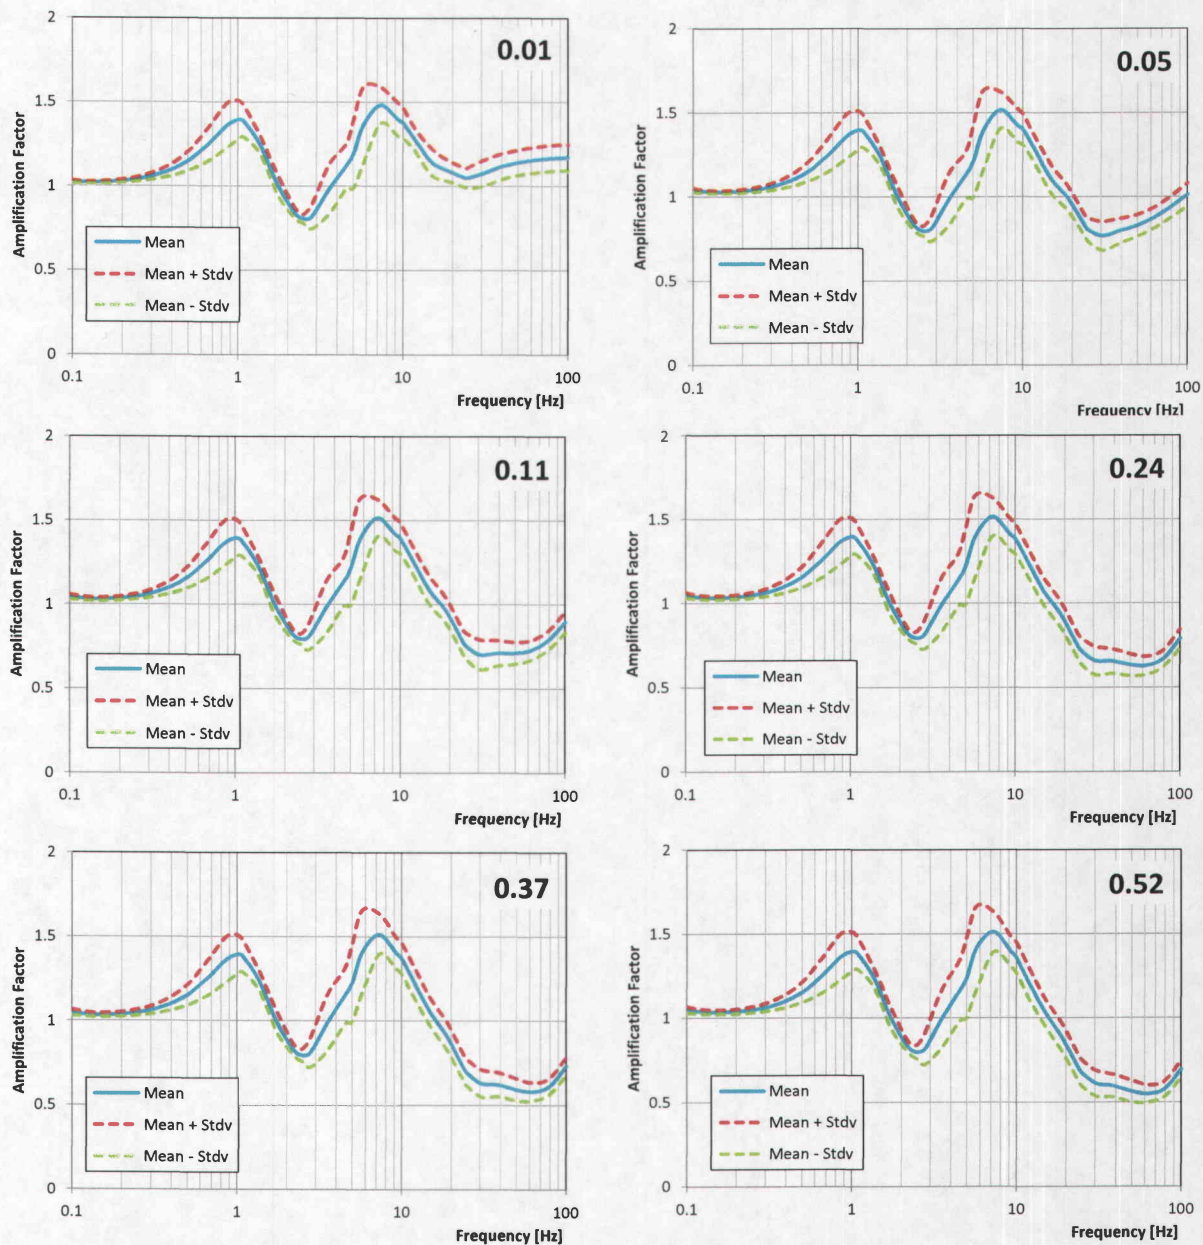 2
1.5
1
0.5
0
Amplification Factor
0.01
Mean
Mean + Stdv
Mean - Stdv
0.1
1
10
100
Frequency [Hz]
2
1.5
1
0.5
0
Amplification Factor
0.05
Mean
Mean + Stdv
Mean - Stdv
0.1
1
10
100
Frequency [Hz]
2
1.5
1
0.5
0
Amplification Factor
0.11
Mean
Mean + Stdv
Mean - Stdv
0.1
1
10
100
Frequency [Hz]
2
1.5
1
0.5
0
Amplification Factor
0.24
Mean
Mean + Stdv
Mean - Stdv
0.1
1
10
100
Frequency [Hz]
2
1.5
1
0.5
0
Amplification Factor
0.37
Mean
Mean + Stdv
Mean - Stdv
0.1
1
10
100
Frequency [Hz]
2
1.5
1
0.5
0
Amplification Factor
0.52
Mean
Mean + Stdv
Mean - Stdv
0.1
1
10
100
Frequency [Hz]